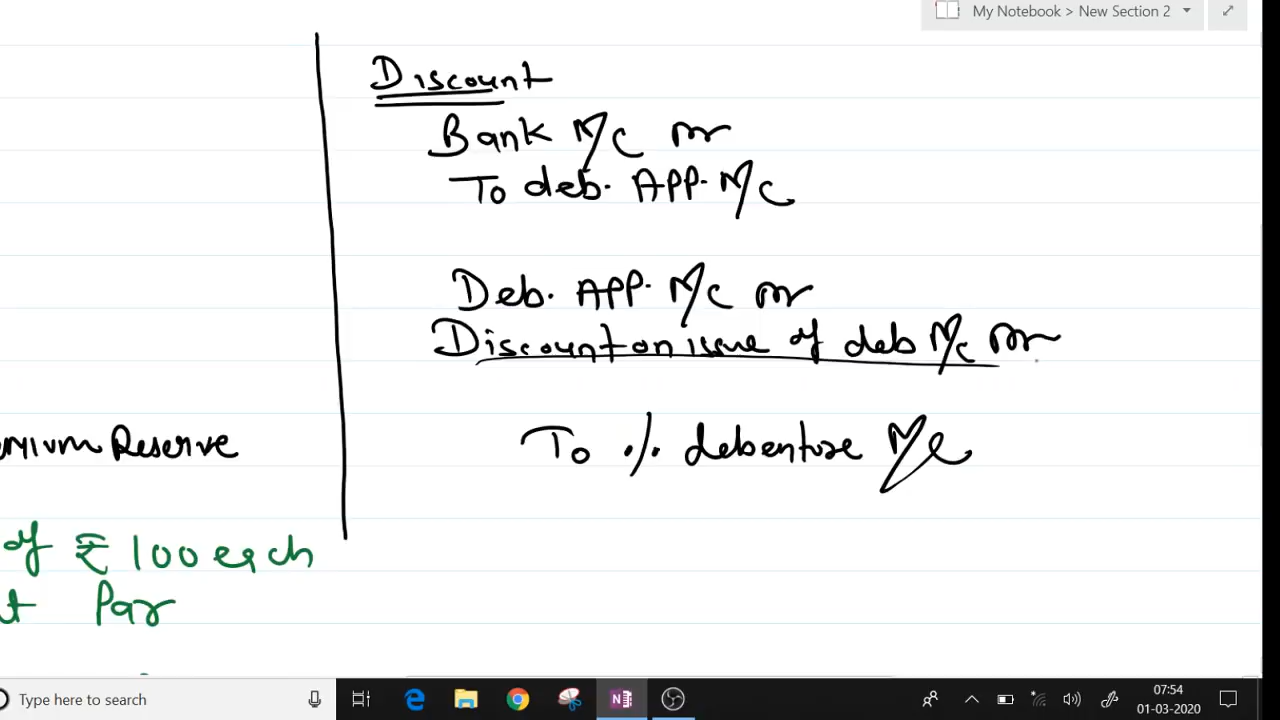 My Notebook > New Section 2
Discount
Bank A/C Dr
To deb. APP. A/C
Deb. APP. A/C Dr
Discount on issue of deb A/C Dr
To % debenture A/C
emium Reserve
of ₹ 100 each
t Par
Type here to search
07:54
01-03-2020